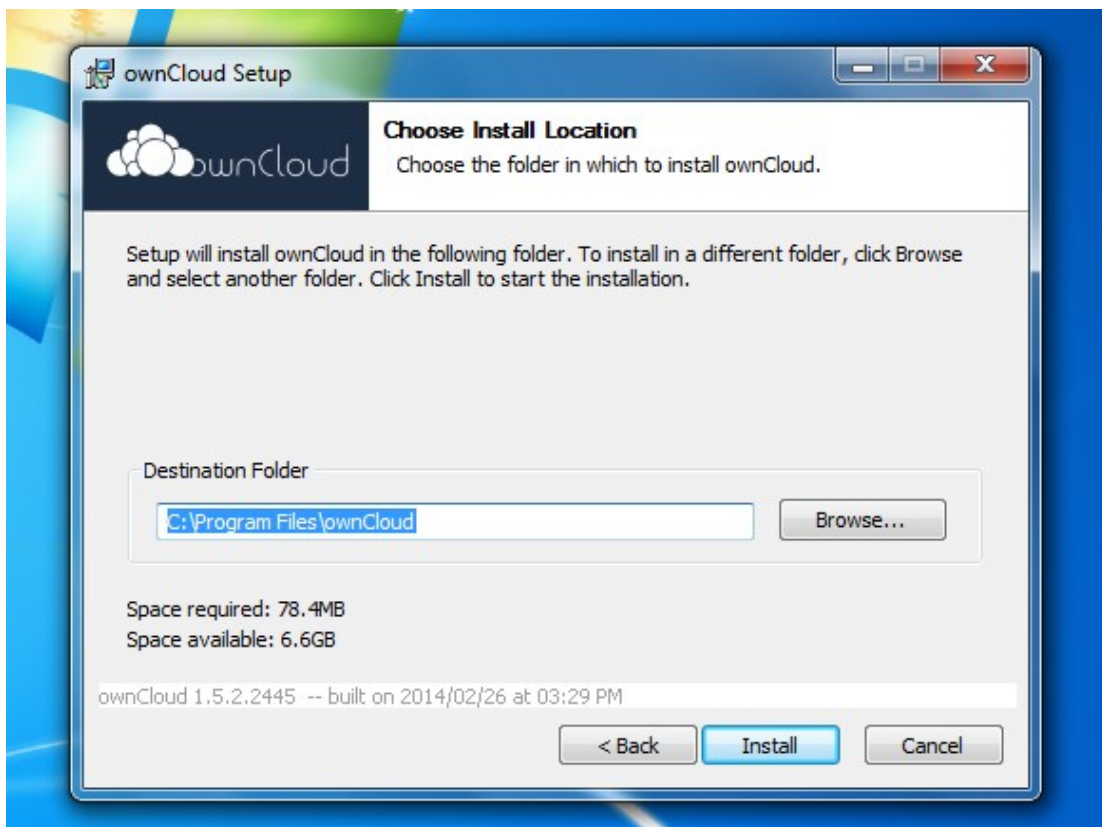 ownCloud Setup
ownCloud
Choose Install Location
Choose the folder in which to install ownCloud.
Setup will install ownCloud in the following folder. To install in a different folder, click Browse
and select another folder. Click Install to start the installation.
Destination Folder
C:\Program Files\ownCloud
Browse...
Space required: 78.4MB
Space available: 6.6GB
ownCloud 1.5.2.2445 -- built on 2014/02/26 at 03:29 PM
< Back Install Cancel